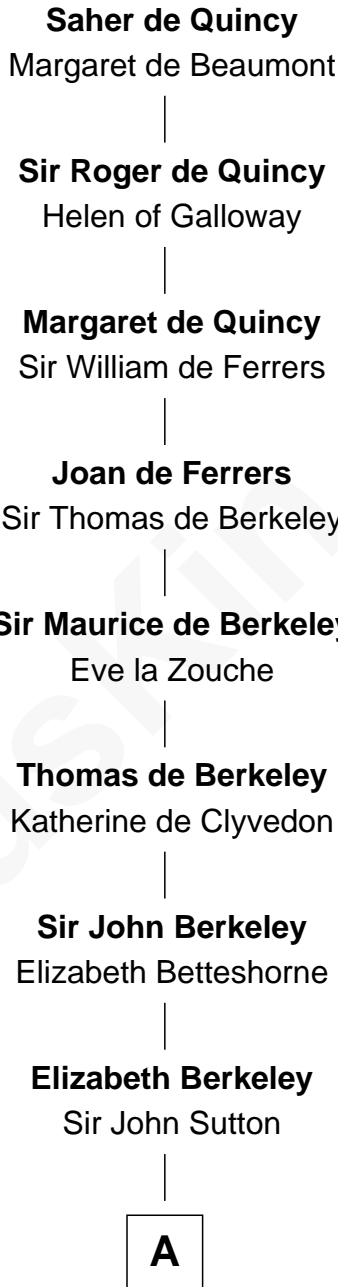 Saher de Quincy
Margaret de Beaumont
Sir Roger de Quincy
Helen of Galloway
Margaret de Quincy
Sir William de Ferrers
Joan de Ferrers
Sir Thomas de Berkeley
Sir Maurice de Berkeley
Eve la Zouche
Thomas de Berkeley
Katherine de Clyvedon
Sir John Berkeley
Elizabeth Betteshorne
Elizabeth Berkeley
Sir John Sutton
A